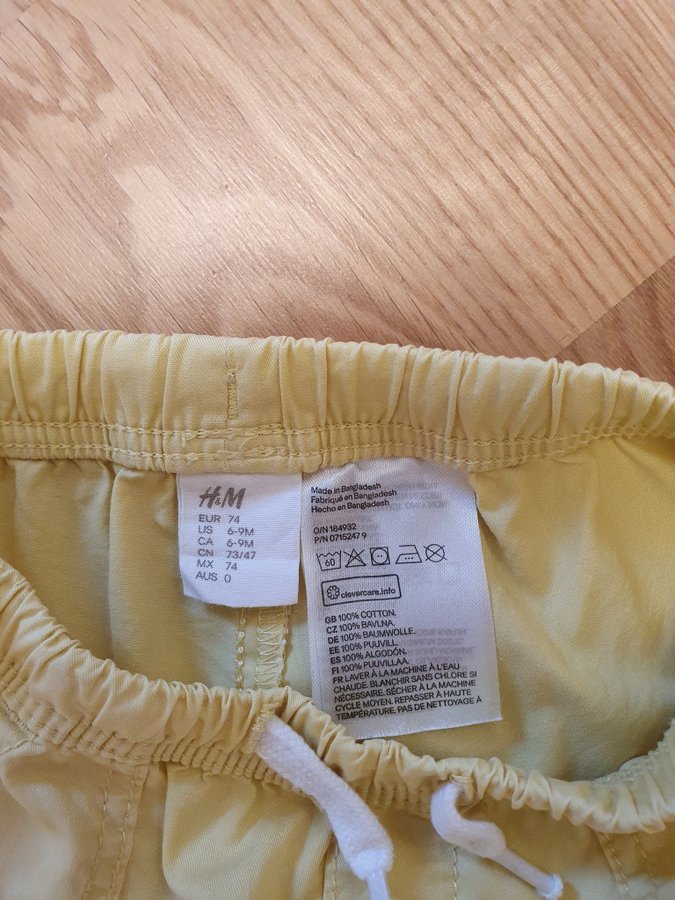 H&M
EUR 74
US 6-9M
CA 6-9M
CN 73/47
MX 74
AUS 0
Made in Bangladesh
Fabriqué en Bangladesh
Hecho en Bangladesh
O/N 184932
P/N 0715247 9
60
clevercare.info
GB 100% COTTON.
CZ 100% BAVLNA.
DE 100% BAUMWOLLE.
EE 100% PUUVILL.
ES 100% ALGODÓN.
FI 100% PUUVILLAA.
FR LAVER À LA MACHINE À L'EAU
CHAUDE. BLANCHIR SANS CHLORE SI
NÉCESSAIRE. SÉCHER À LA MACHINE
CYCLE MOYEN. REPASSER À HAUTE
TEMPÉRATURE. PAS DE NETTOYAGE À